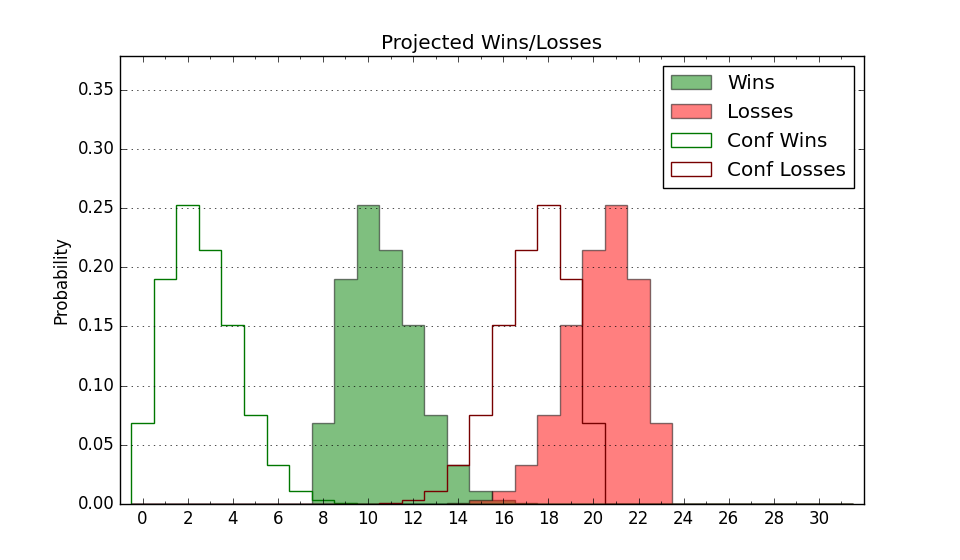 Projected Wins/Losses
Probability
0.35
0.30
0.25
0.20
0.15
0.10
0.05
0.00
0 2 4 6 8 10 12 14 16 18 20 22 24 26 28 30
Wins
Losses
Conf Wins
Conf Losses